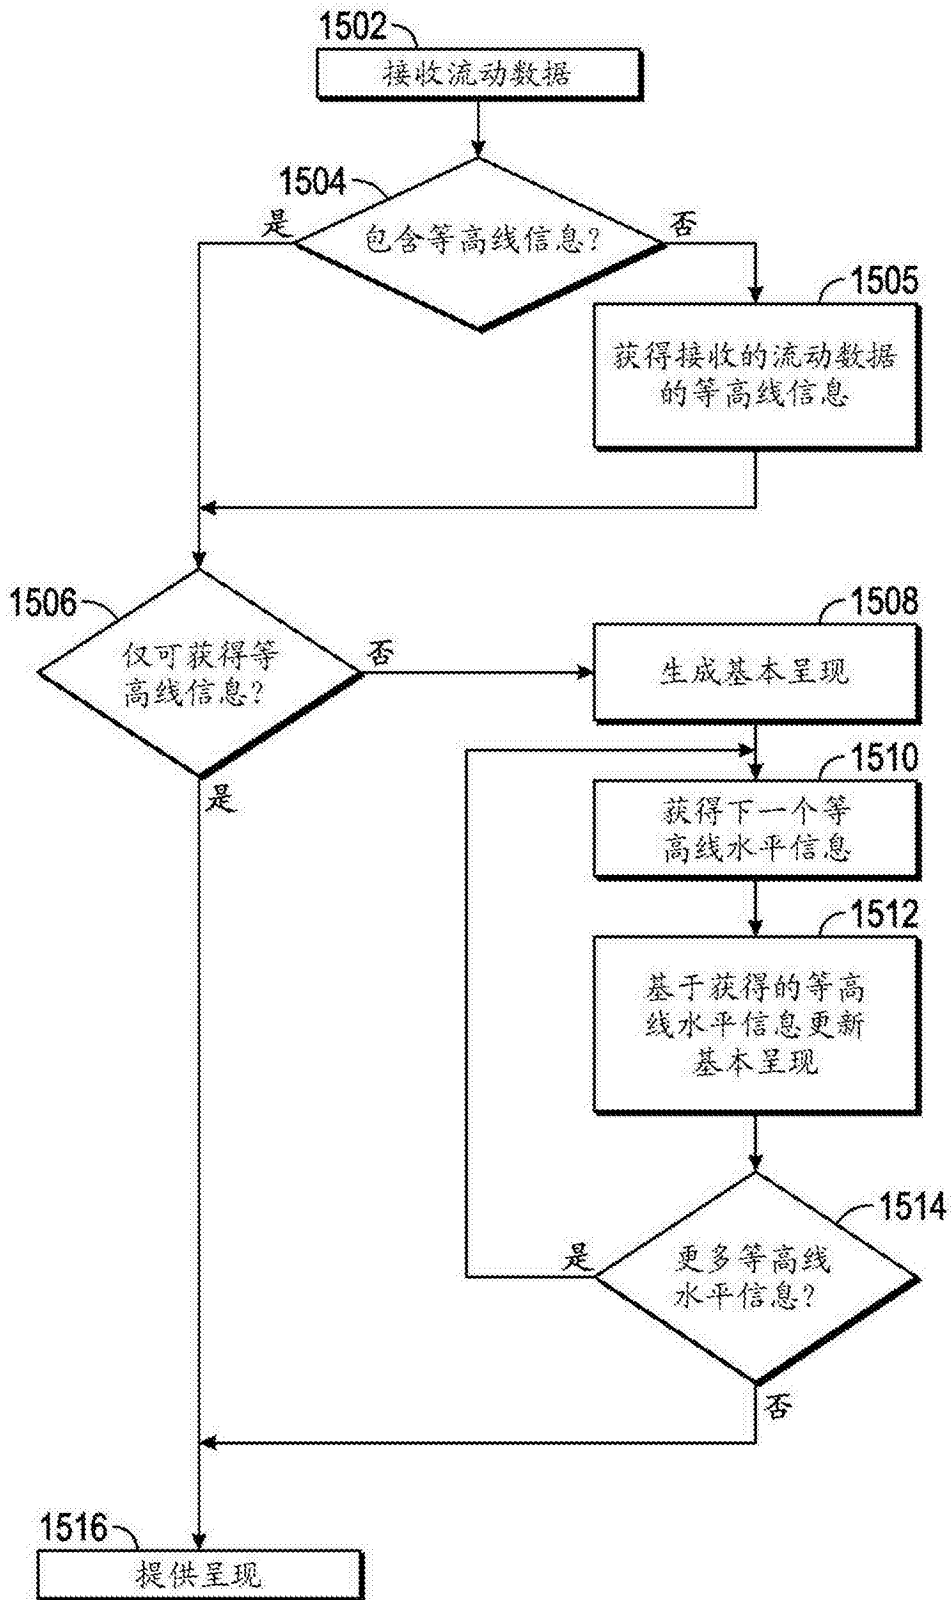 1502
接收流动数据
1504
是
包含等高线信息?
否
1505
获得接收的流动数据
的等高线信息
1506
仅可获得等
高线信息?
否
是
1508
生成基本呈现
1510
获得下一个等
高线水平信息
1512
基于获得的等高
线水平信息更新
基本呈现
1514
是
更多等高线
水平信息?
否
1516
提供呈现